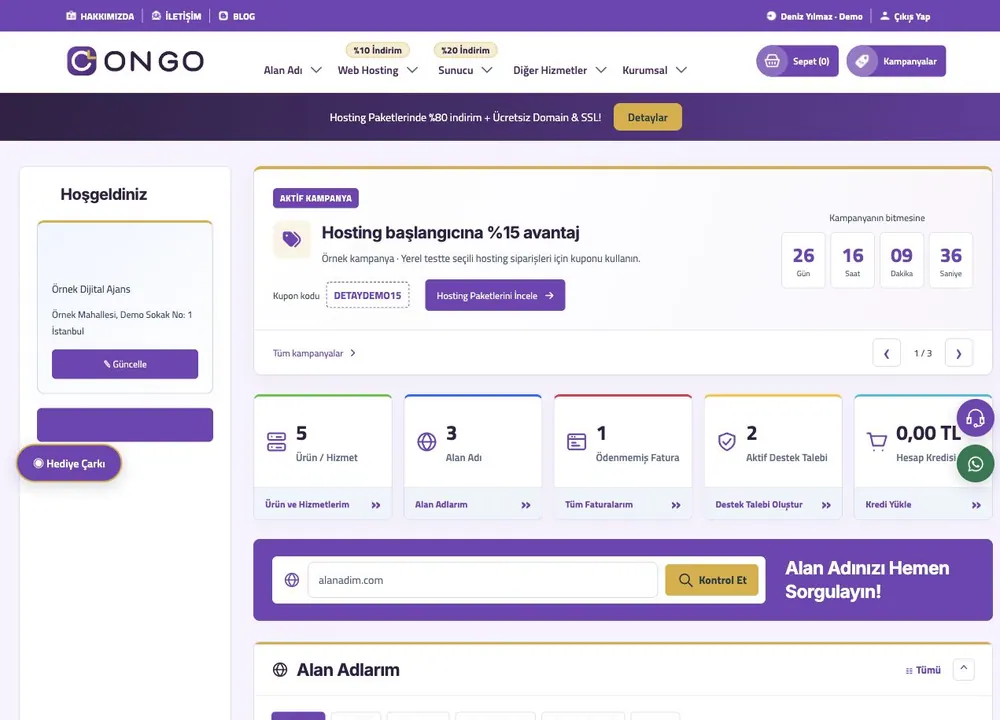 HAKKIMIZDA
İLETİŞİM
BLOG
Deniz Yılmaz - Demo
Çıkış Yap
CONGO
%10 İndirim
%20 İndirim
Alan Adı
Web Hosting
Sunucu
Diğer Hizmetler
Kurumsal
Sepet (0)
Kampanyalar
Hosting Paketlerinde %80 indirim + Ücretsiz Domain & SSL!
Detaylar
Hoşgeldiniz
Örnek Dijital Ajans
Örnek Mahallesi, Demo Sokak No: 1
İstanbul
✎ Güncelle
Hediye Çarkı
AKTİF KAMPANYA
Hosting başlangıcına %15 avantaj
Örnek kampanya · Yerel testte seçili hosting siparişleri için kuponu kullanın.
Kupon kodu
DETAYDEMO15
Hosting Paketlerini İncele →
Kampanyanın bitmesine
26 16 09 36
Gün Saat Dakika Saniye
Tüm kampanyalar
❮ 1 / 3 ❯
5
Ürün / Hizmet
Ürün ve Hizmetlerim »
3
Alan Adı
Alan Adlarım »
1
Ödenmemiş Fatura
Tüm Faturalarım »
2
Aktif Destek Talebi
Destek Talebi Oluştur »
0,00 TL
Hesap Kredisi
Kredi Yükle »
alanadim.com
Kontrol Et
Alan Adınızı Hemen
Sorgulayın!
Alan Adlarım
Tümü